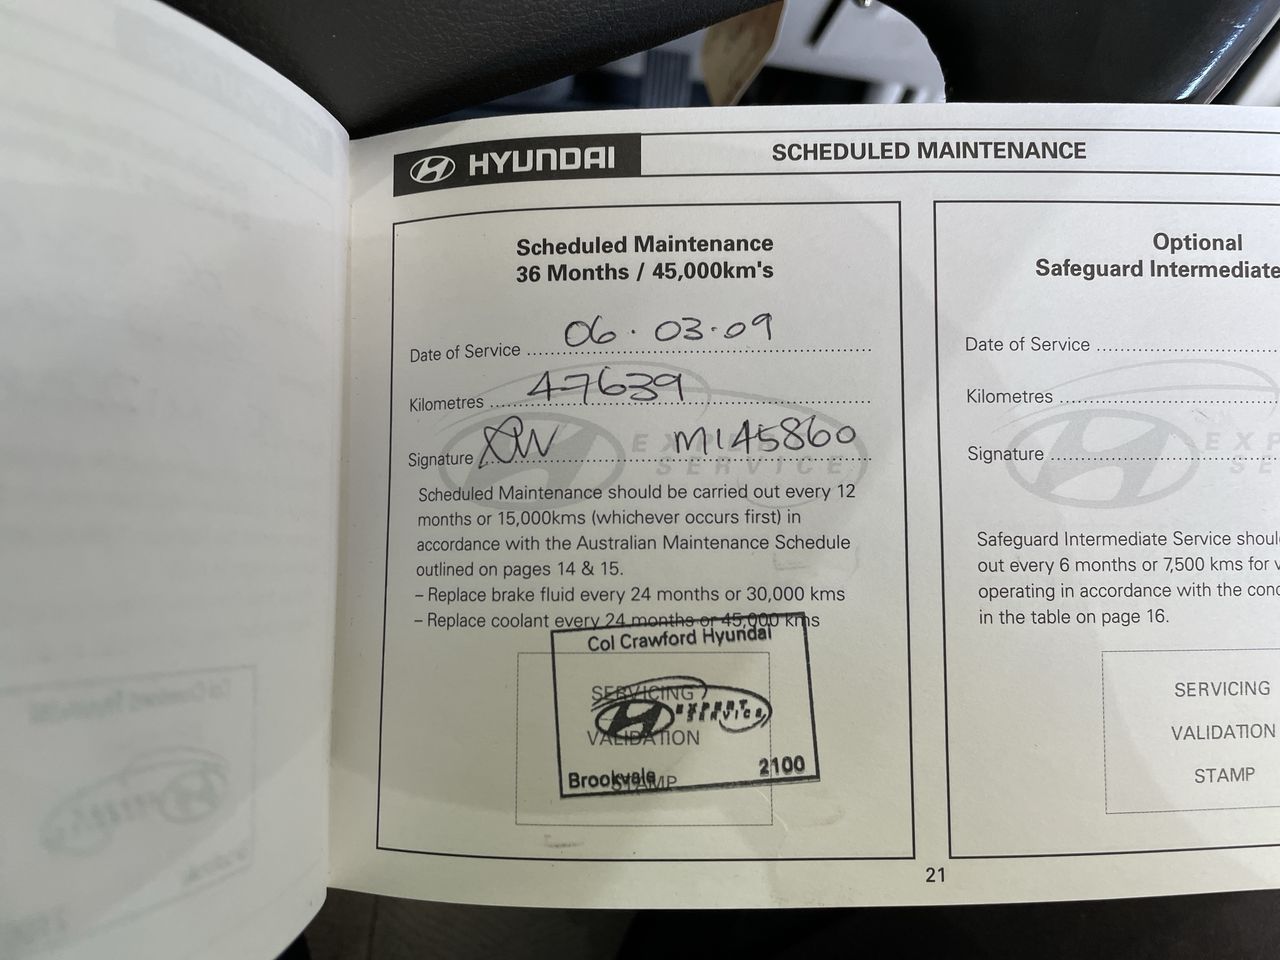 HYUNDAI
SCHEDULED MAINTENANCE
Scheduled Maintenance
36 Months / 45,000km's
Date of Service 06.03.09
Kilometres 47639
Signature M145860
EXPERT
SERVICE
Scheduled Maintenance should be carried out every 12
months or 15,000kms (whichever occurs first) in
accordance with the Australian Maintenance Schedule
outlined on pages 14 & 15.
– Replace brake fluid every 24 months or 30,000 kms
– Replace coolant every 24 months or 45,000 kms
Col Crawford Hyundai
SERVICING
EXPERT
SERVICE
VALIDATION
Brookvale 2100
STAMP
Optional
Safeguard Intermediate
Date of Service
Kilometres
Signature
Safeguard Intermediate Service shoul
out every 6 months or 7,500 kms for v
operating in accordance with the cond
in the table on page 16.
SERVICING
VALIDATION
STAMP
21